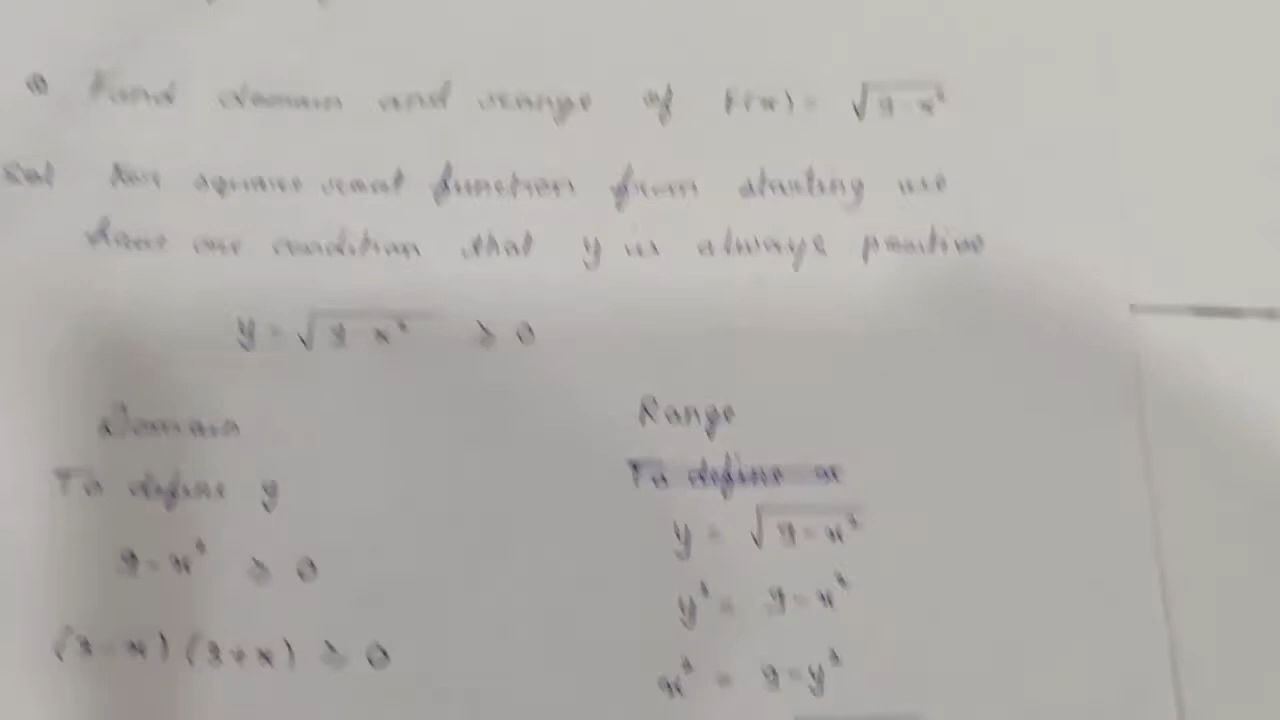 Find domain and range of f(x) = √9-x²
Sol For square root function from starting we
have one condition that y is always positive
y = √9-x² ≥ 0
Domain
To define y
9-x² ≥ 0
(3-x) (3+x) ≥ 0
Range
To define x
y = √9-x²
y² = 9-x²
x² = 9-y²